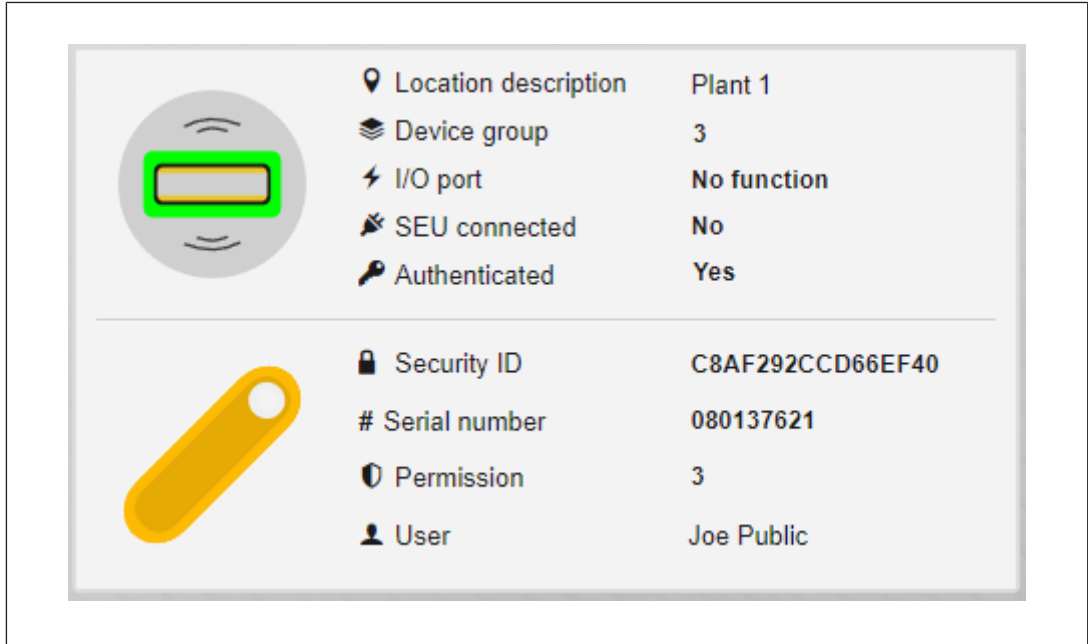 Location description Plant 1
Device group 3
I/O port No function
SEU connected No
Authenticated Yes
Security ID C8AF292CCD66EF40
# Serial number 080137621
Permission 3
User Joe Public